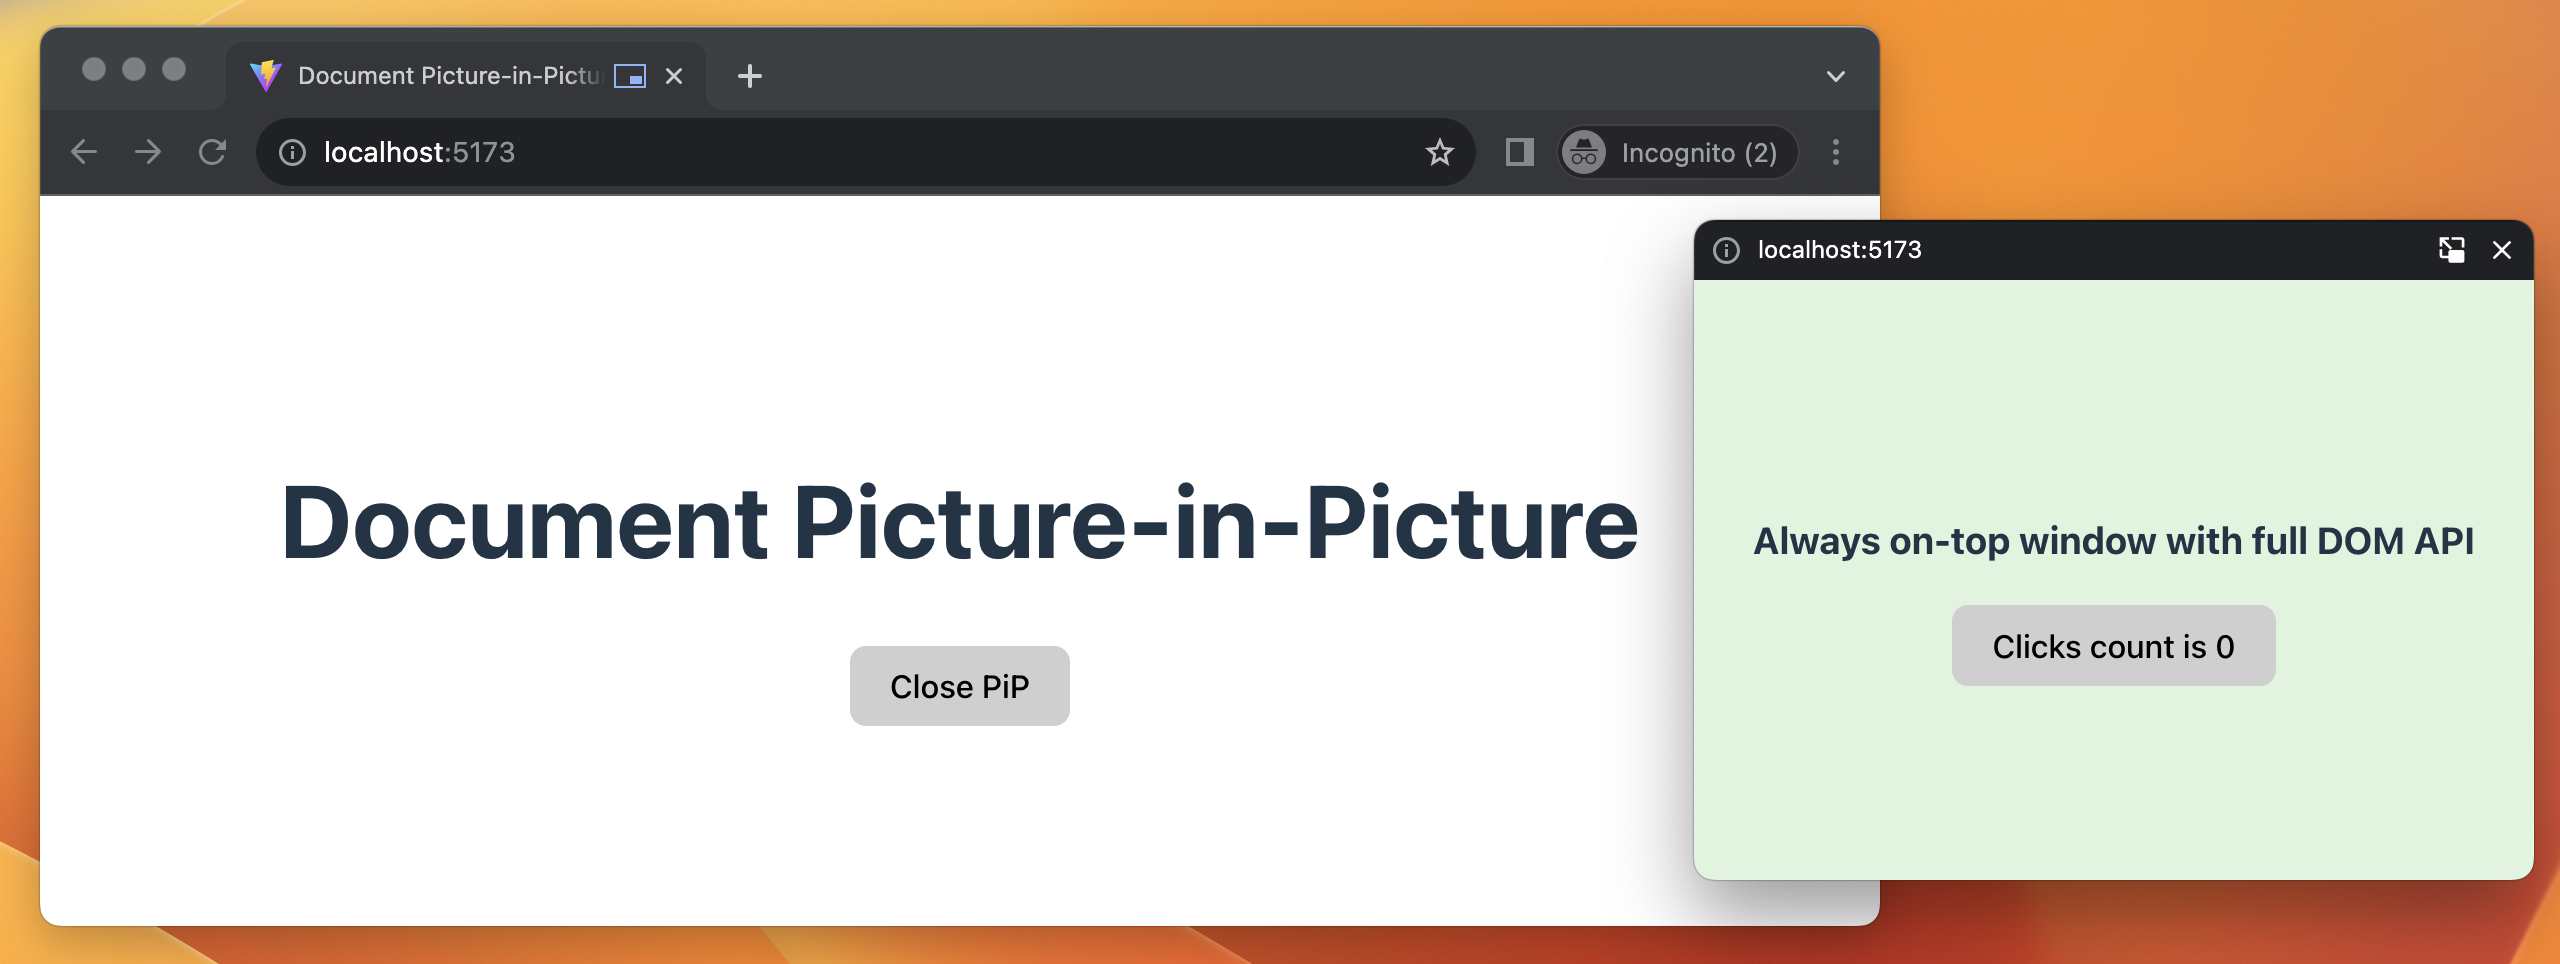 Document Picture-in-Pictu
localhost:5173
Incognito (2)
Document Picture-in-Picture
Close PiP
localhost:5173
Always on-top window with full DOM API
Clicks count is 0